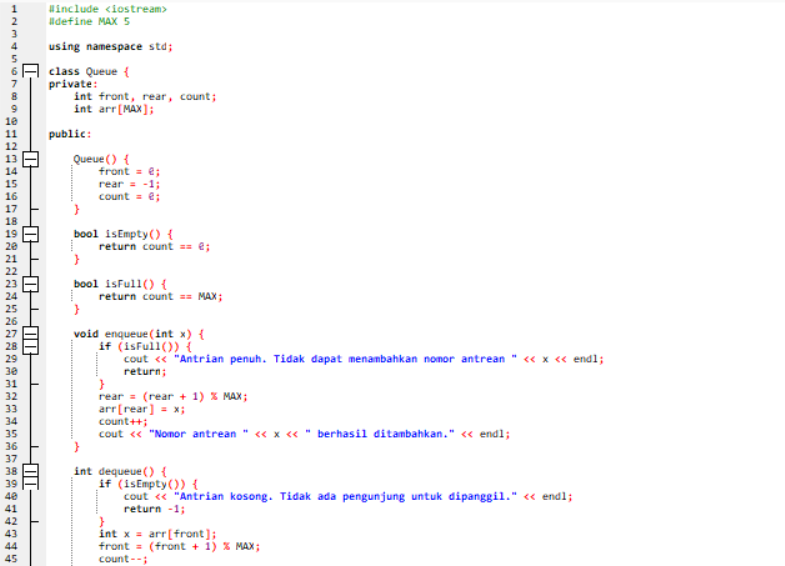 1 #include <iostream>
2 #define MAX 5
3
4 using namespace std;
5
6 class Queue {
7 private:
8     int front, rear, count;
9     int arr[MAX];
10
11 public:
12
13     Queue() {
14         front = 0;
15         rear = -1;
16         count = 0;
17     }
18
19     bool isEmpty() {
20         return count == 0;
21     }
22
23     bool isFull() {
24         return count == MAX;
25     }
26
27     void enqueue(int x) {
28         if (isFull()) {
29             cout << "Antrian penuh. Tidak dapat menambahkan nomor antrean " << x << endl;
30             return;
31         }
32         rear = (rear + 1) % MAX;
33         arr[rear] = x;
34         count++;
35         cout << "Nomor antrean " << x << " berhasil ditambahkan." << endl;
36     }
37
38     int dequeue() {
39         if (isEmpty()) {
40             cout << "Antrian kosong. Tidak ada pengunjung untuk dipanggil." << endl;
41             return -1;
42         }
43         int x = arr[front];
44         front = (front + 1) % MAX;
45         count--;